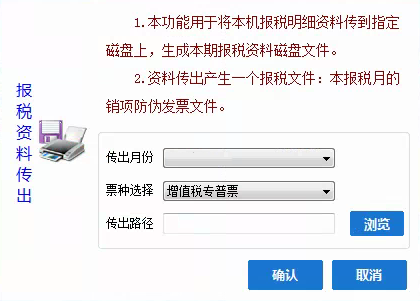 1.本功能用于将本机报税明细资料传到指定
磁盘上，生成本期报税资料磁盘文件。
2.资料传出产生一个报税文件：本报税月的
销项防伪发票文件。
报税资料传出
传出月份
票种选择 增值税专普票
传出路径 浏览
确认 取消